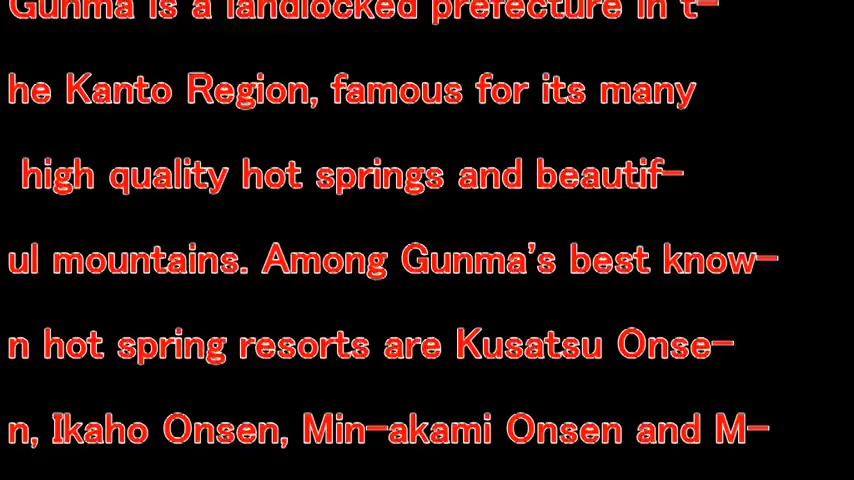 Gunma is a landlocked prefecture in t-
he Kanto Region, famous for its many
high quality hot springs and beautif-
ul mountains. Among Gunma's best know-
n hot spring resorts are Kusatsu Onse-
n, Ikaho Onsen, Min-akami Onsen and M-